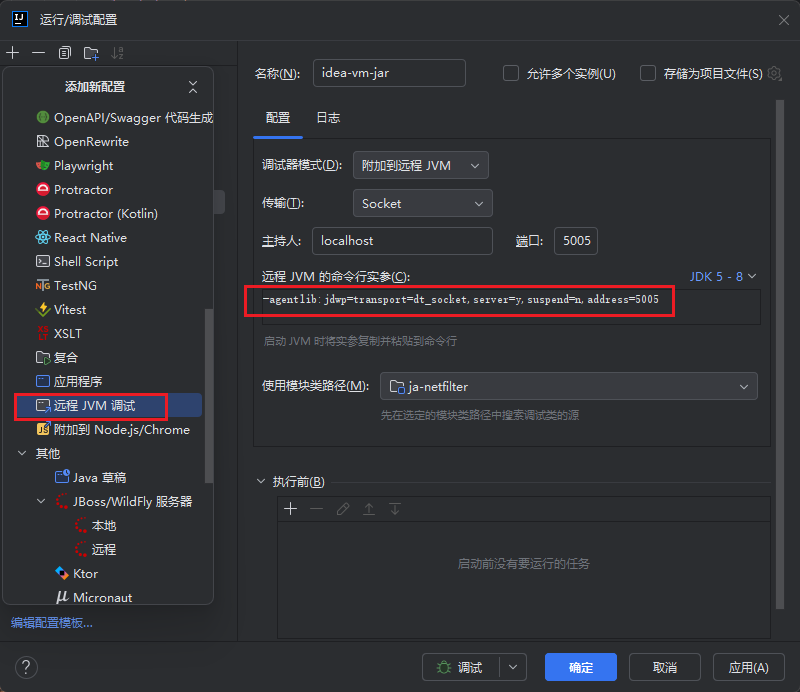 运行/调试配置
添加新配置
OpenAPI/Swagger 代码生成
OpenRewrite
Playwright
Protractor
Protractor (Kotlin)
React Native
Shell Script
TestNG
Vitest
XSLT
复合
应用程序
远程 JVM 调试
附加到 Node.js/Chrome
其他
Java 草稿
JBoss/WildFly 服务器
本地
远程
Ktor
Micronaut
编辑配置模板...
名称(N): idea-vm-jar 允许多个实例(U) 存储为项目文件(S)
配置 日志
调试器模式(D): 附加到远程 JVM
传输(T): Socket
主持人: localhost 端口: 5005
远程 JVM 的命令行实参(C): JDK 5 - 8
-agentlib:jdwp=transport=dt_socket,server=y,suspend=n,address=5005
启动 JVM 时将实参复制并粘贴到命令行
使用模块类路径(M): ja-netfilter
先在选定的模块类路径中搜索调试类的源
执行前(B)
启动前没有要运行的任务
? 调试 确定 取消 应用(A)